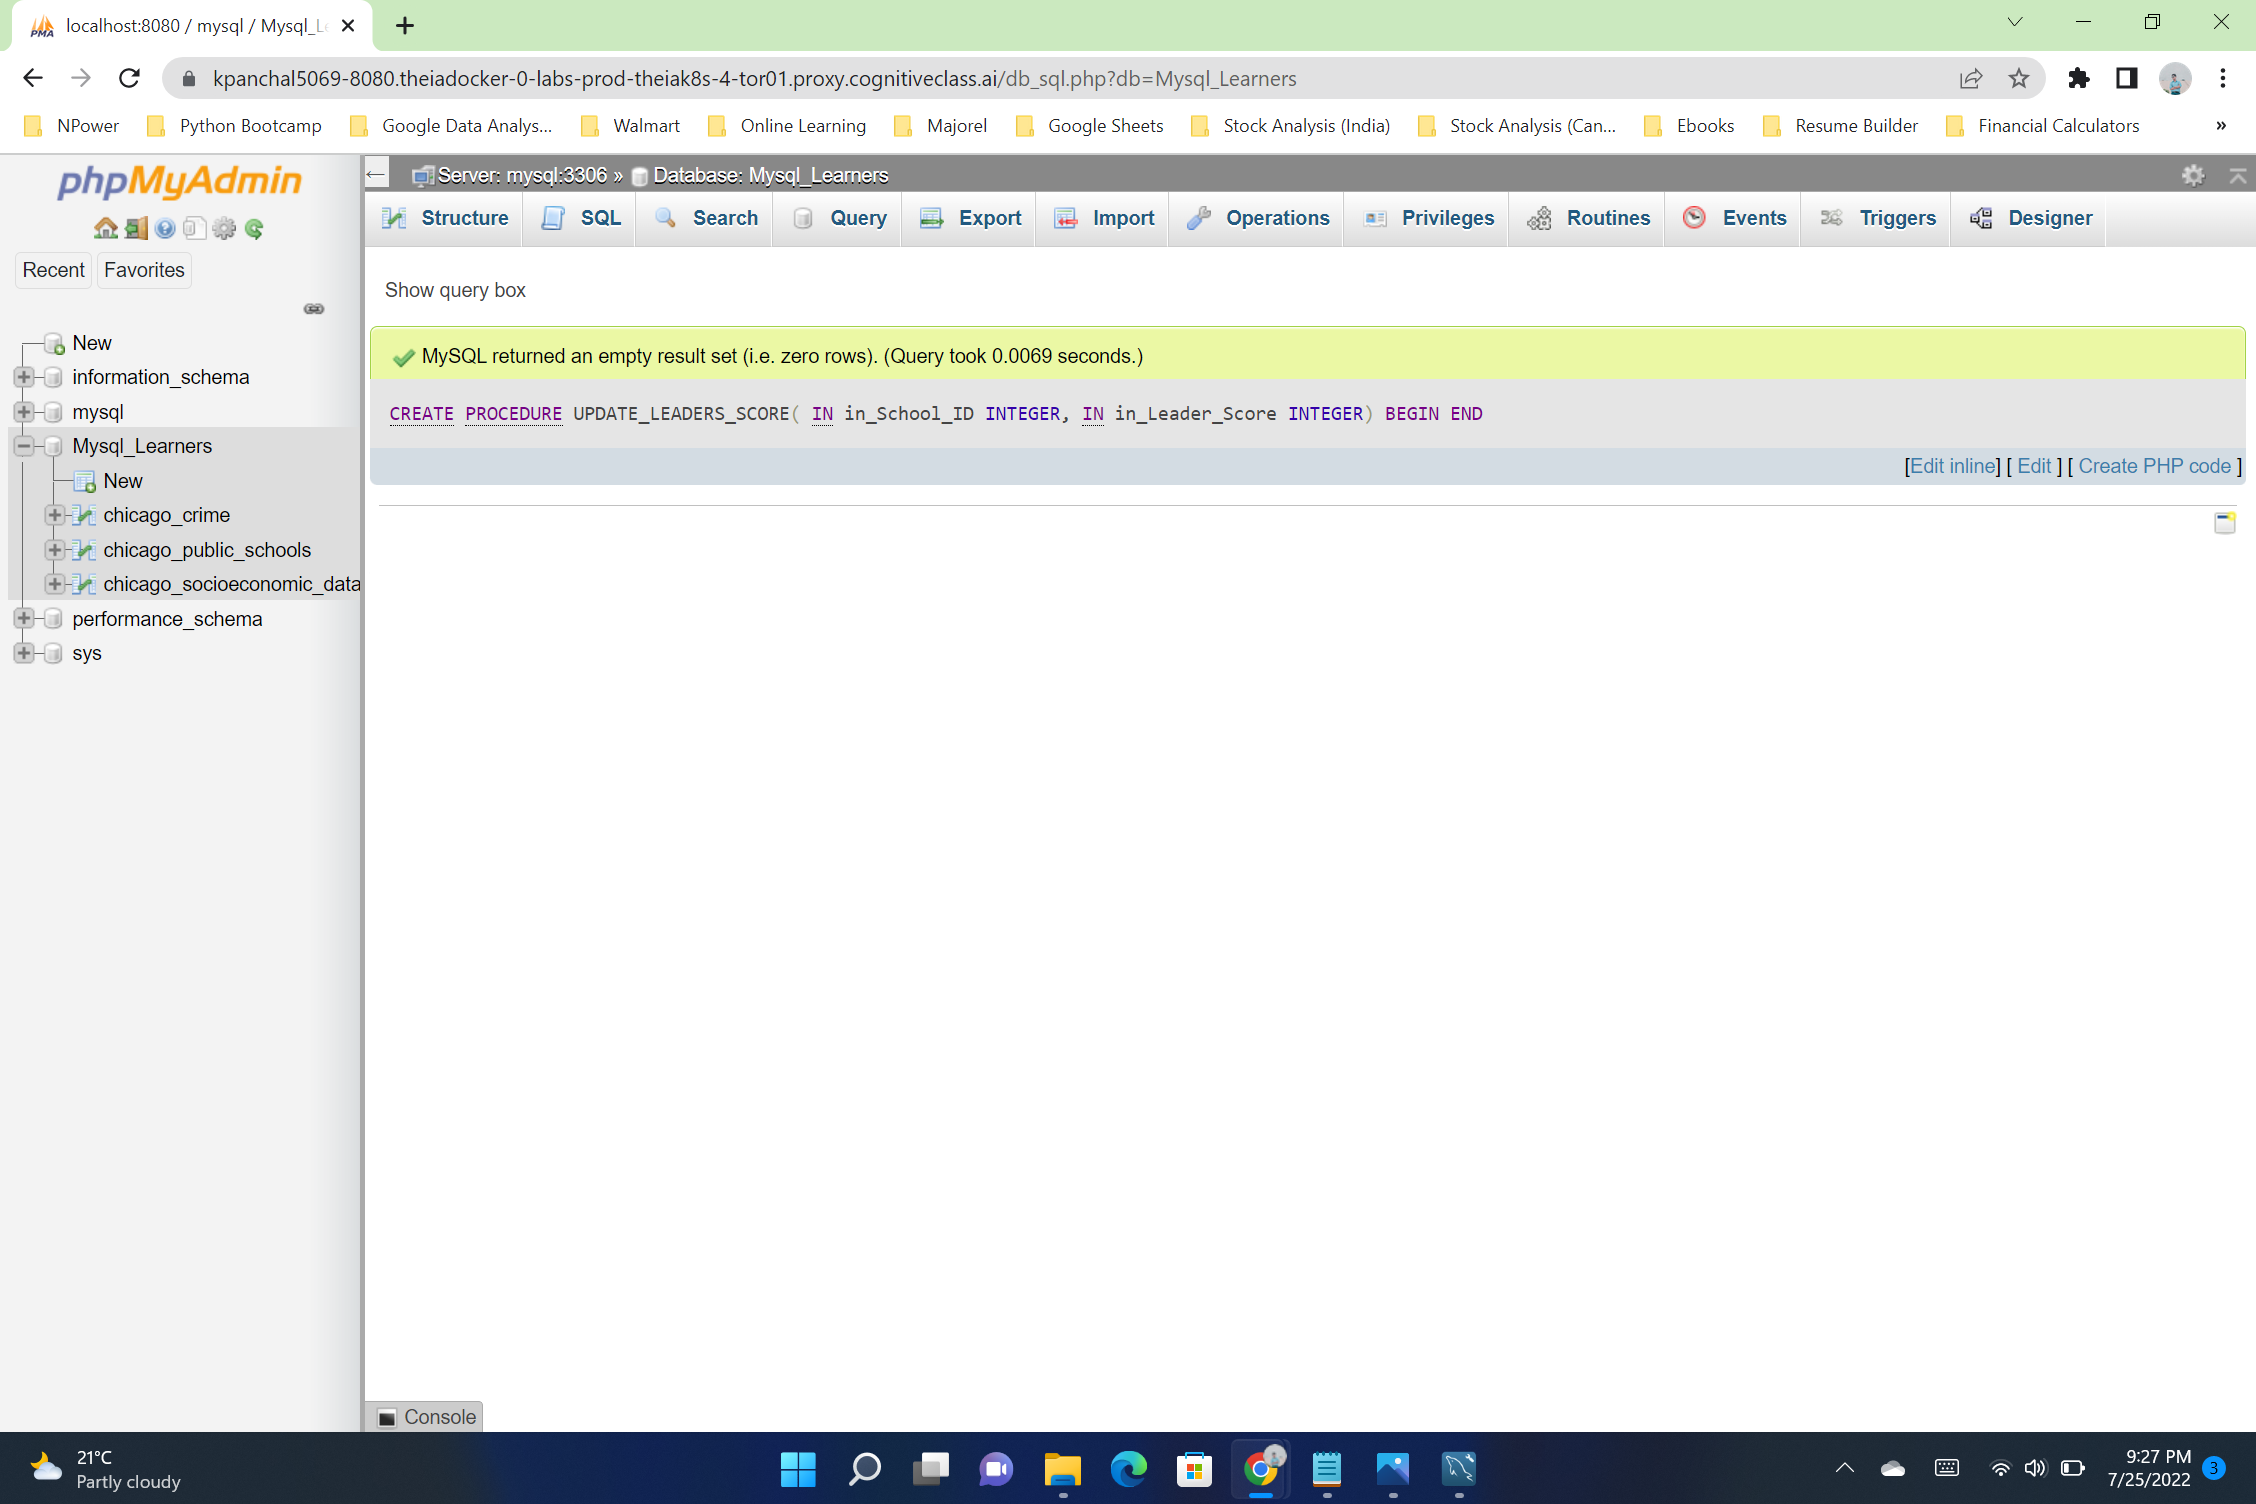 localhost:8080 / mysql / Mysql_Le
kpanchal5069-8080.theiadocker-0-labs-prod-theiak8s-4-tor01.proxy.cognitiveclass.ai/db_sql.php?db=Mysql_Learners
NPower Python Bootcamp Google Data Analys... Walmart Online Learning Majorel Google Sheets Stock Analysis (India) Stock Analysis (Can... Ebooks Resume Builder Financial Calculators »
phpMyAdmin
Recent Favorites
New
information_schema
mysql
Mysql_Learners
New
chicago_crime
chicago_public_schools
chicago_socioeconomic_data
performance_schema
sys
Server: mysql:3306 » Database: Mysql_Learners
Structure SQL Search Query Export Import Operations Privileges Routines Events Triggers Designer
Show query box
MySQL returned an empty result set (i.e. zero rows). (Query took 0.0069 seconds.)
CREATE PROCEDURE UPDATE_LEADERS_SCORE( IN in_School_ID INTEGER, IN in_Leader_Score INTEGER) BEGIN END
[Edit inline] [ Edit ] [ Create PHP code ]
Console
21°C
Partly cloudy
9:27 PM
7/25/2022
3